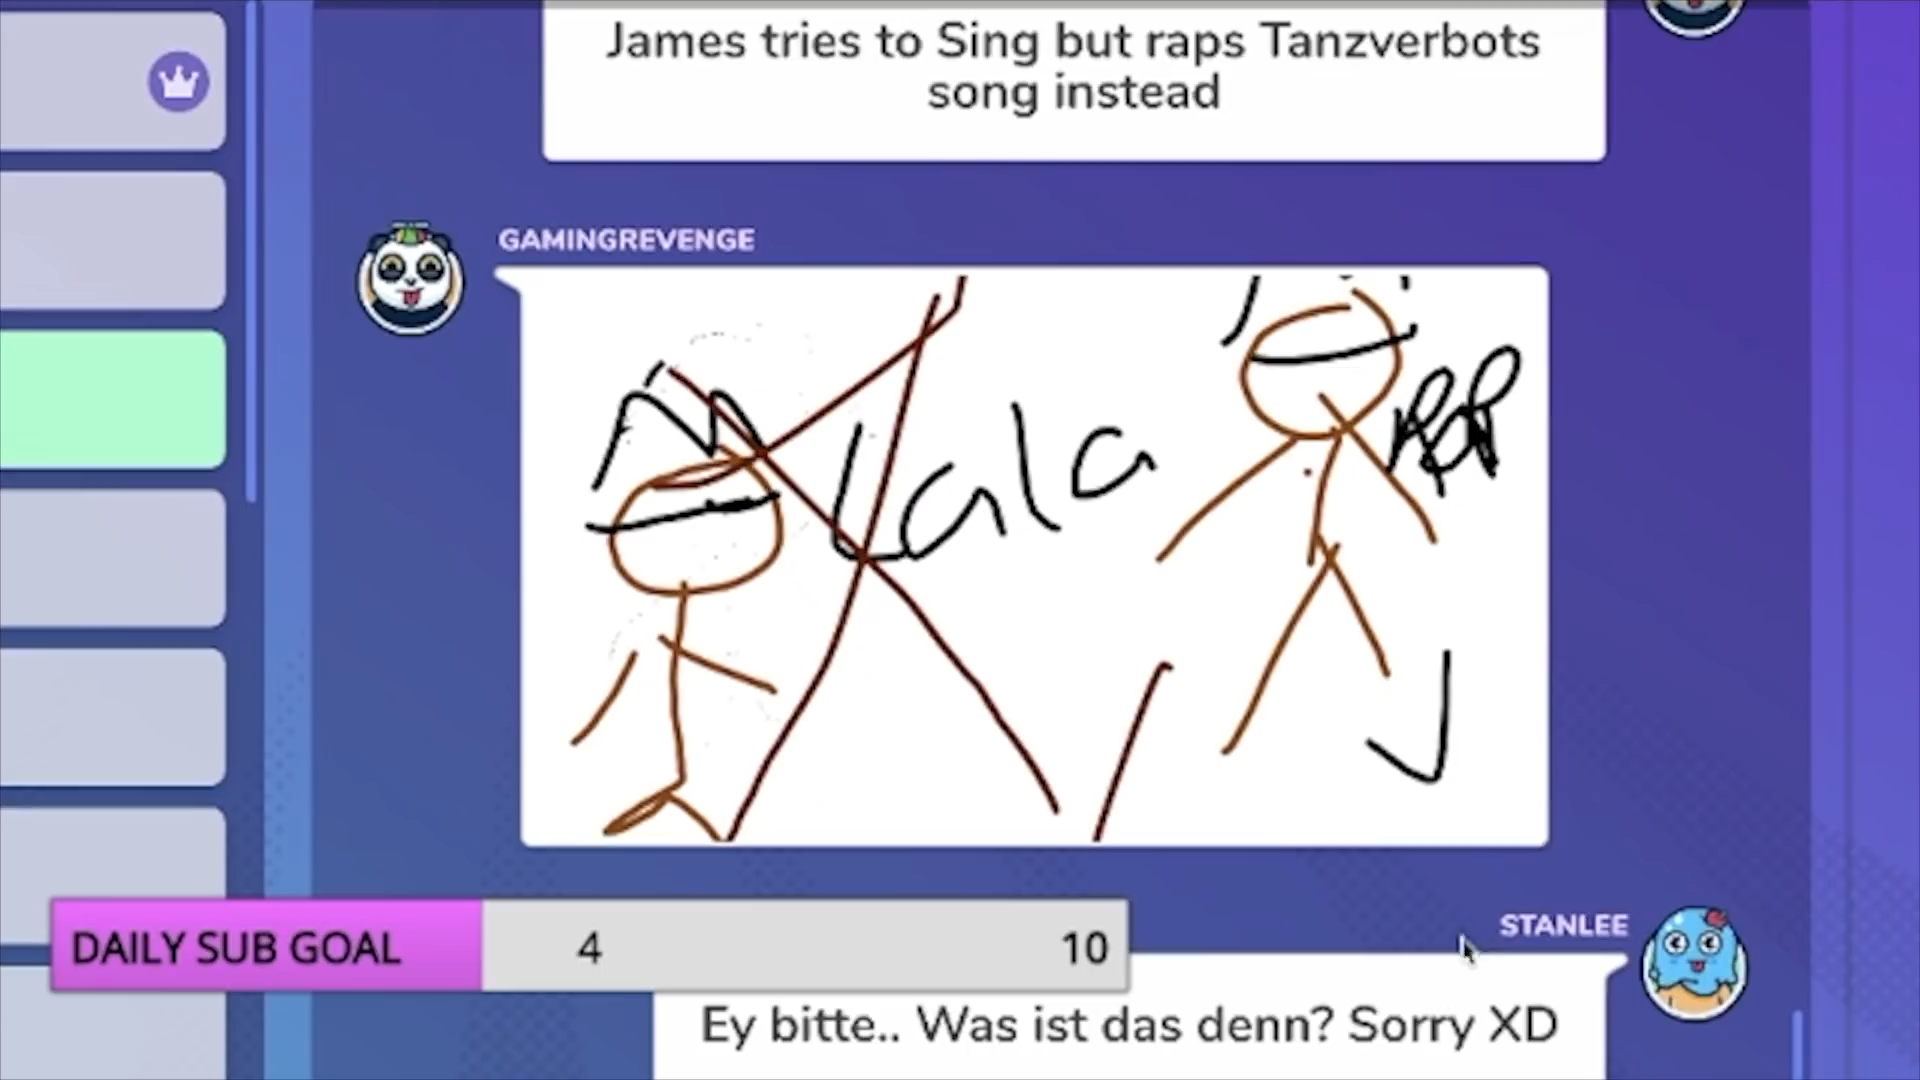 James tries to Sing but raps Tanzverbots
song instead
GAMINGREVENGE
Lala
RAP
DAILY SUB GOAL 4 10
STANLEE
Ey bitte.. Was ist das denn? Sorry XD